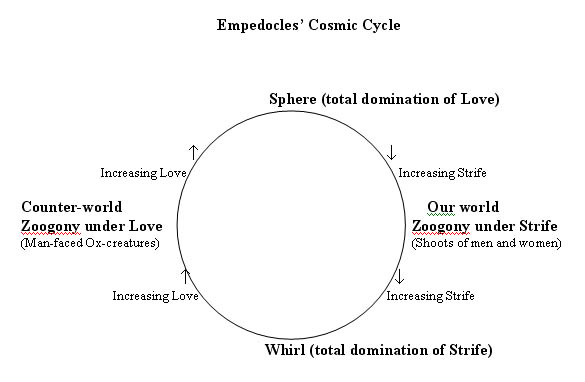 Empedocles’ Cosmic Cycle
Sphere (total domination of Love)
Increasing Love
Increasing Strife
Counter-world
Zoogony under Love
(Man-faced Ox-creatures)
Our world
Zoogony under Strife
(Shoots of men and women)
Increasing Love
Increasing Strife
Whirl (total domination of Strife)